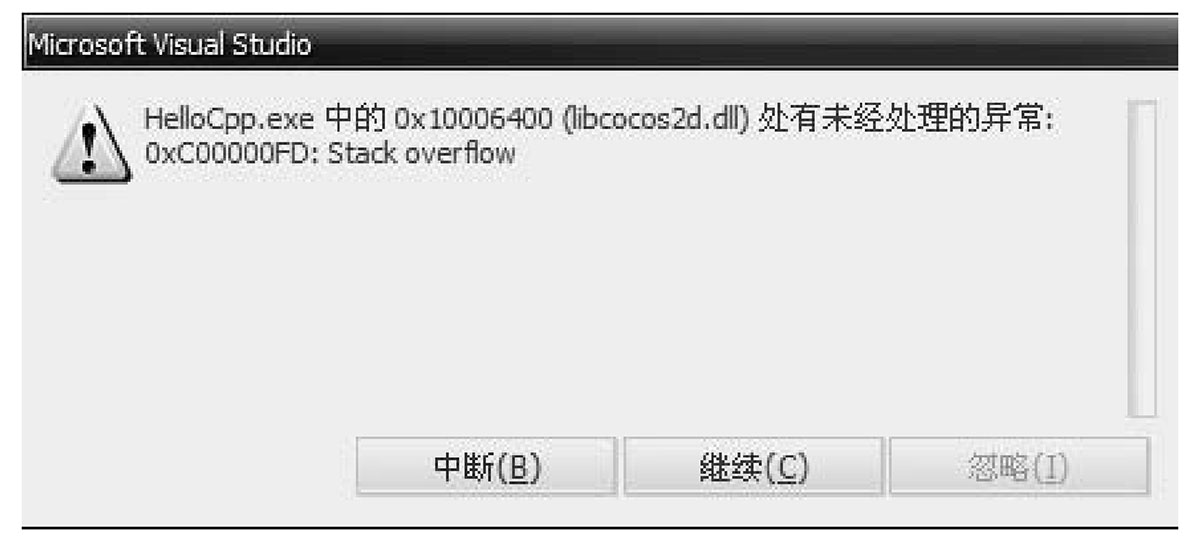 Microsoft Visual Studio
HelloCpp.exe 中的 0x10006400 (libcocos2d.dll) 处有未经处理的异常:
0xC00000FD: Stack overflow
中断(B)
继续(C)
忽略(I)